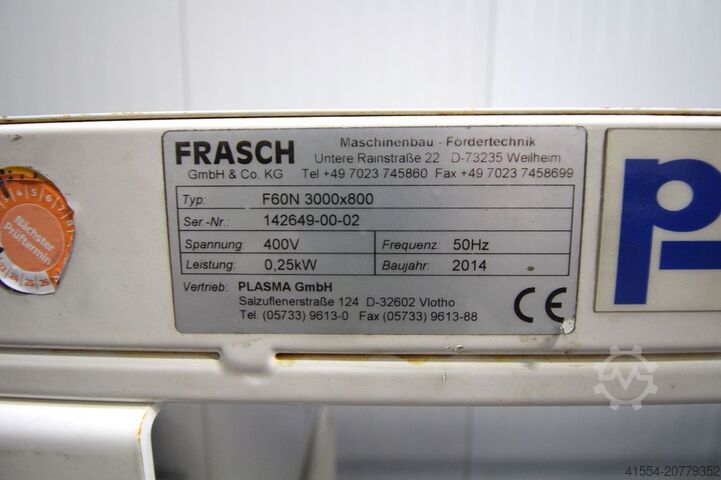 FRASCH
GmbH & Co. KG
Maschinenbau - Fördertechnik
Untere Rainstraße 22 D-73235 Weilheim
Tel +49 7023 745860 Fax +49 7023 7458699
Typ: F60N 3000x800
Ser.-Nr.: 142649-00-02
Spannung: 400V Frequenz: 50Hz
Leistung: 0,25kW Baujahr: 2014
Vertrieb: PLASMA GmbH
Salzuflenerstraße 124 D-32602 Vlotho
Tel. (05733) 9613-0 Fax (05733) 9613-88
CE
Nächster
Prüftermin
P
41554-20779352